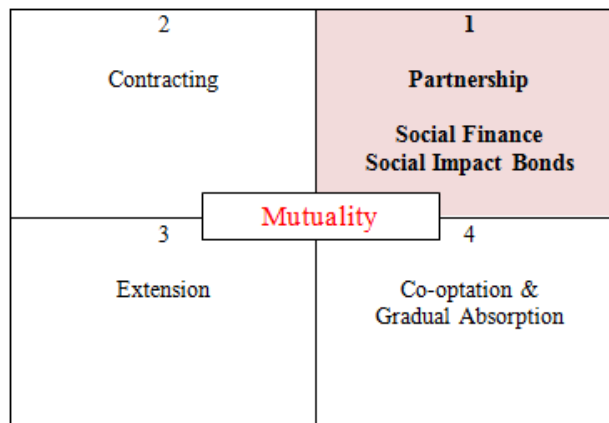 2
Contracting
1
Partnership
Social Finance
Social Impact Bonds
Mutuality
3
Extension
4
Co-optation &
Gradual Absorption